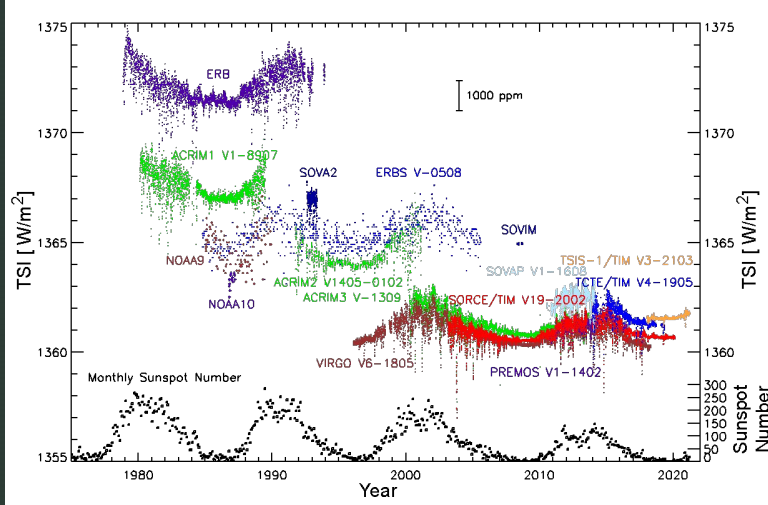 1375
1370
1365
1360
1355
TSI [ W/m²]
ERB
1000 ppm
ACRIM1 V1-8907
SOVA2
ERBS V-0508
SOVIM
NOAA9
NOAA10
ACRIM2 V1405-0102
ACRIM3 V-1309
SOVAP V1-1608
TSIS-1/TIM V3-2103
TCTE/TIM V4-1905
SORCE/TIM V19-2002
VIRGO V6-1805
PREMOS V1-1402
Monthly Sunspot Number
1375
1370
1365
1360
TSI [ W/m²]
300
250
200
150
100
50
0
Sunspot
Number
1980
1990
2000
2010
2020
Year